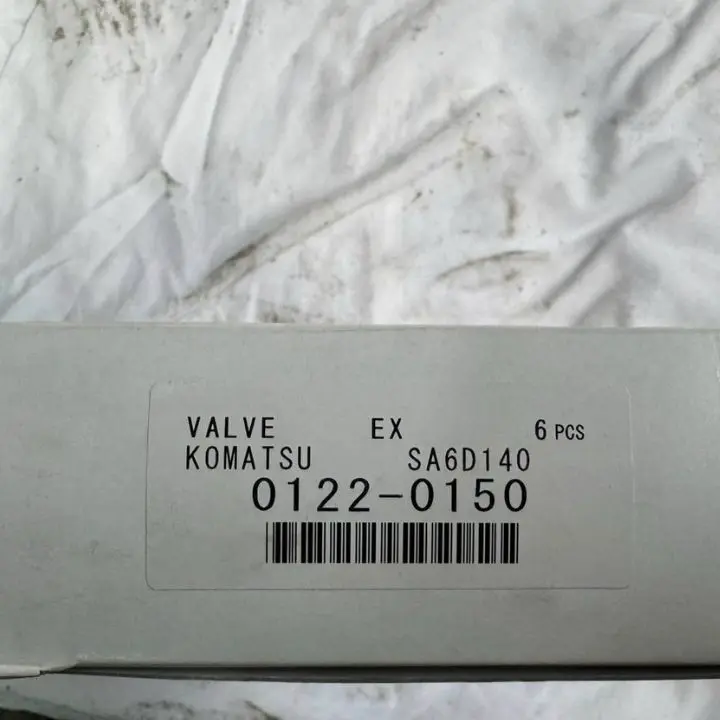 VALVE EX 6 PCS
KOMATSU SA6D140
0122-0150